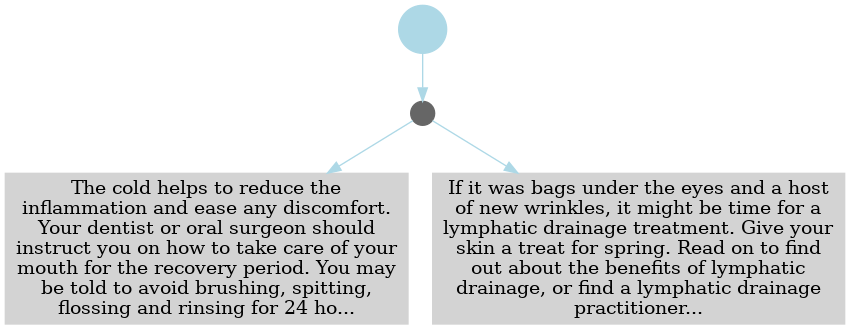 The cold helps to reduce the
inflammation and ease any discomfort.
Your dentist or oral surgeon should
instruct you on how to take care of your
mouth for the recovery period. You may
be told to avoid brushing, spitting,
flossing and rinsing for 24 ho...
If it was bags under the eyes and a host
of new wrinkles, it might be time for a
lymphatic drainage treatment. Give your
skin a treat for spring. Read on to find
out about the benefits of lymphatic
drainage, or find a lymphatic drainage
practitioner...